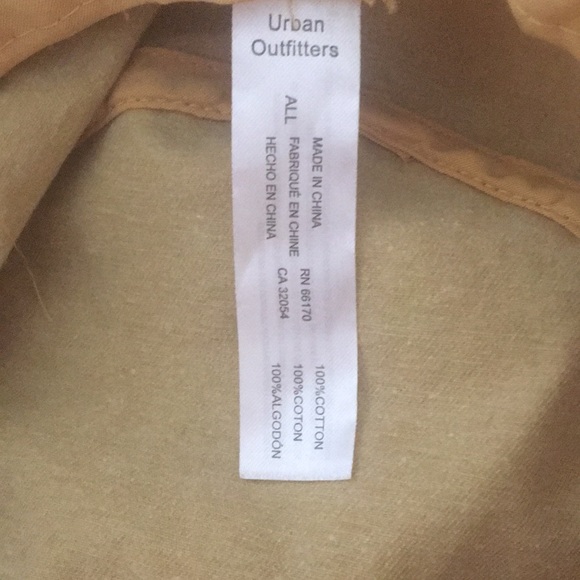 Urban
Outfitters
ALL
MADE IN CHINA
FABRIQUÉ EN CHINE
HECHO EN CHINA
RN 66170
CA 32054
100%COTTON
100%COTON
100%ALGODÓN